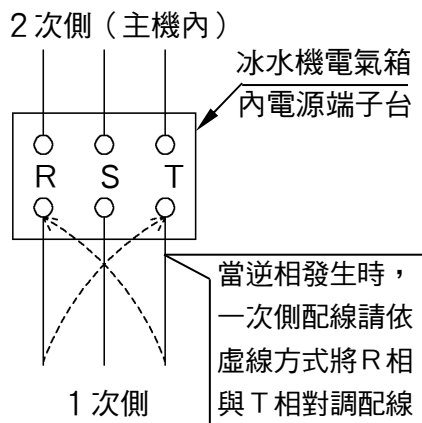 ２次側（主機內）
冰水機電氣箱
內電源端子台
R S T
當逆相發生時，
一次側配線請依
虛線方式將R相
與T相對調配線
１次側